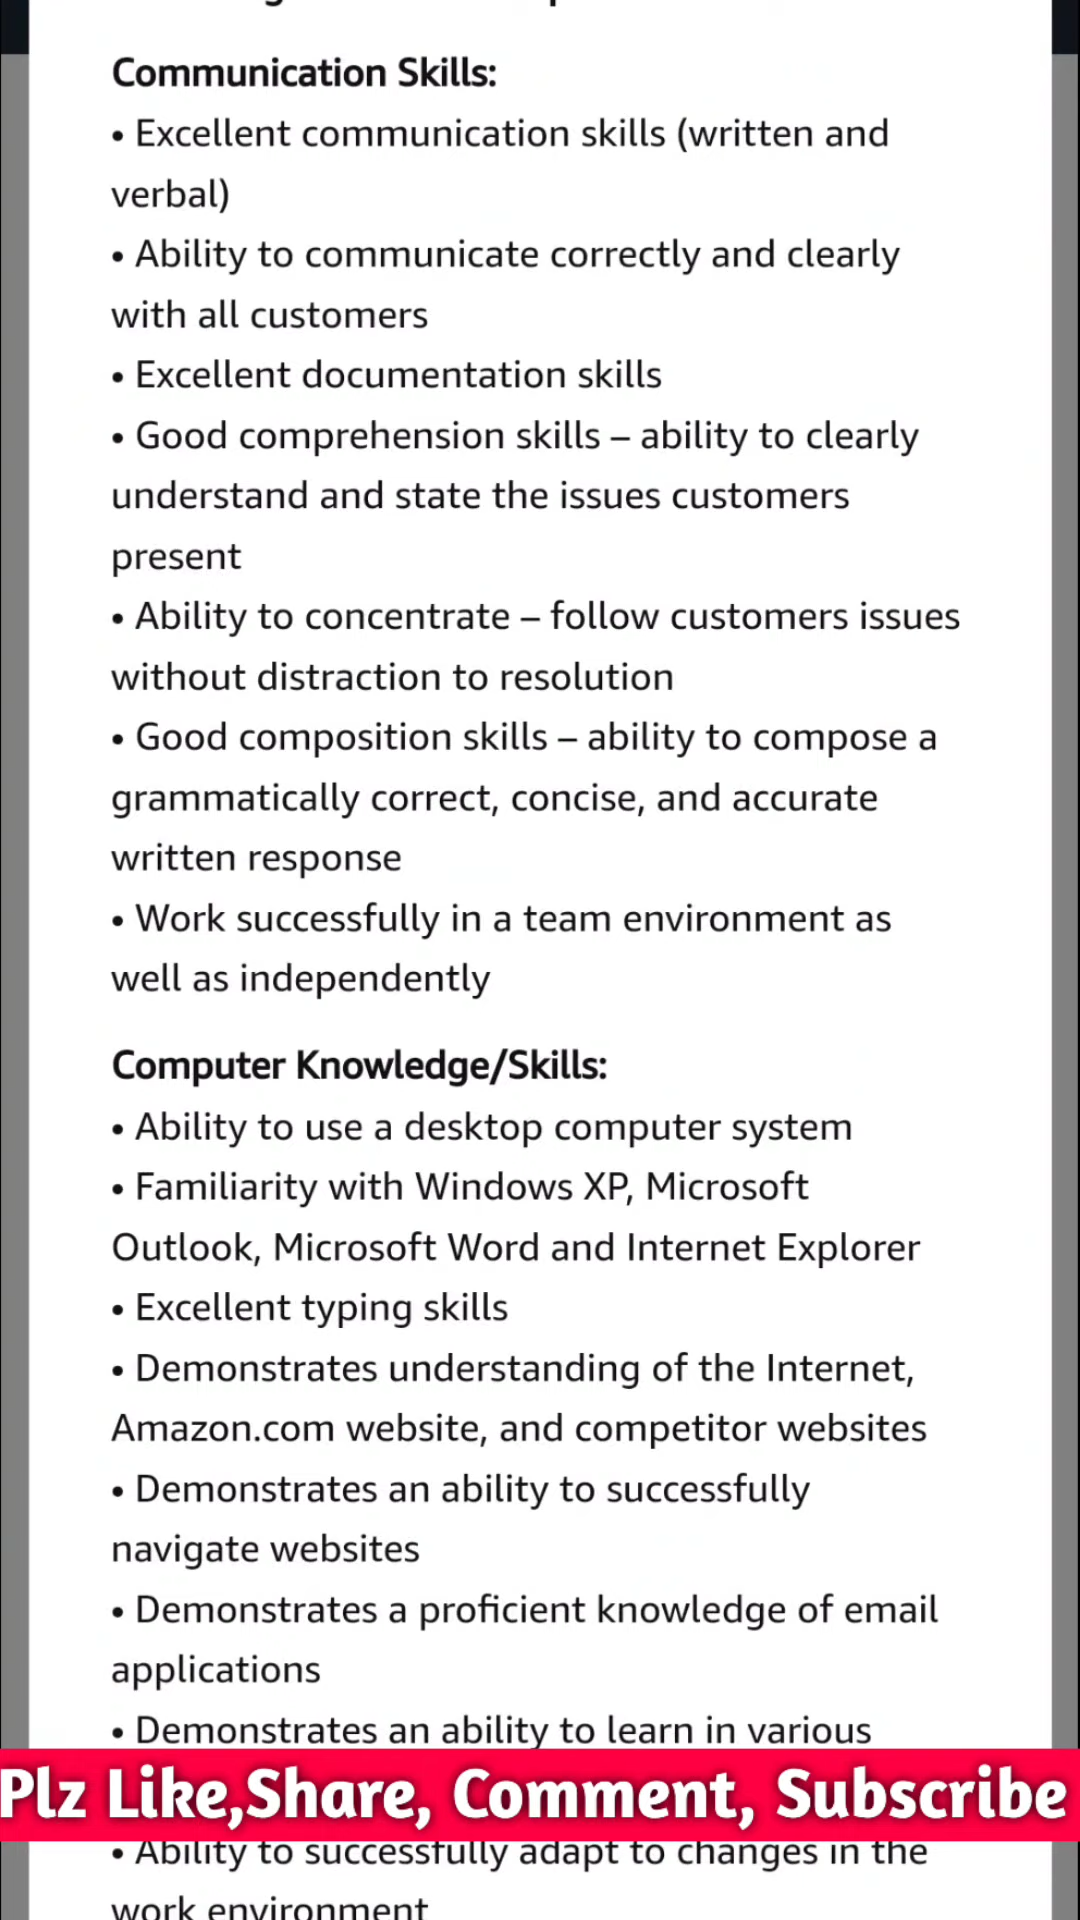 Communication Skills:
• Excellent communication skills (written and
verbal)
• Ability to communicate correctly and clearly
with all customers
• Excellent documentation skills
• Good comprehension skills – ability to clearly
understand and state the issues customers
present
• Ability to concentrate – follow customers issues
without distraction to resolution
• Good composition skills – ability to compose a
grammatically correct, concise, and accurate
written response
• Work successfully in a team environment as
well as independently
Computer Knowledge/Skills:
• Ability to use a desktop computer system
• Familiarity with Windows XP, Microsoft
Outlook, Microsoft Word and Internet Explorer
• Excellent typing skills
• Demonstrates understanding of the Internet,
Amazon.com website, and competitor websites
• Demonstrates an ability to successfully
navigate websites
• Demonstrates a proficient knowledge of email
applications
• Demonstrates an ability to learn in various
Plz Like,Share, Comment, Subscribe
• Ability to successfully adapt to changes in the
work environment